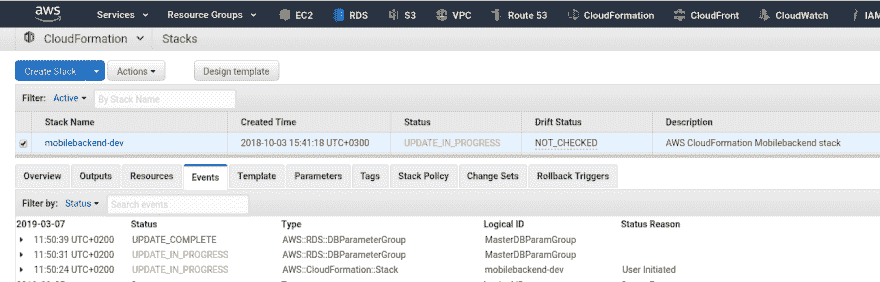 aws Services Resource Groups EC2 RDS S3 VPC Route 53 CloudFormation CloudFront CloudWatch IAM
CloudFormation Stacks
Create Stack Actions Design template
Filter: Active By Stack Name
Stack Name Created Time Status Drift Status Description
mobilebackend-dev 2018-10-03 15:41:18 UTC+0300 UPDATE_IN_PROGRESS NOT_CHECKED AWS CloudFormation Mobilebackend stack
Overview Outputs Resources Events Template Parameters Tags Stack Policy Change Sets Rollback Triggers
Filter by: Status Search events
2019-03-07 Status Type Logical ID Status Reason
11:50:39 UTC+0200 UPDATE_COMPLETE AWS::RDS::DBParameterGroup MasterDBParamGroup
11:50:31 UTC+0200 UPDATE_IN_PROGRESS AWS::RDS::DBParameterGroup MasterDBParamGroup
11:50:24 UTC+0200 UPDATE_IN_PROGRESS AWS::CloudFormation::Stack mobilebackend-dev User Initiated